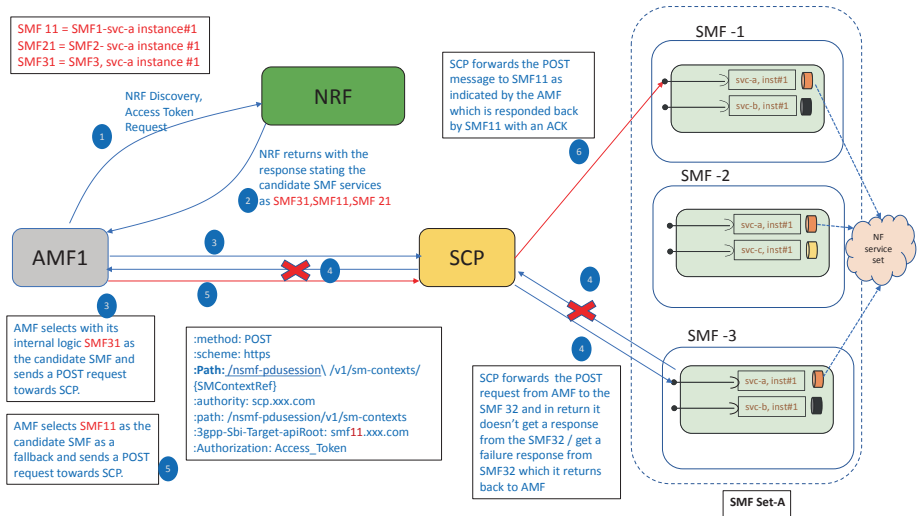 SMF 11 = SMF1-svc-a instance#1
SMF21 = SMF2- svc-a instance #1
SMF31 = SMF3, svc-a instance #1
NRF Discovery,
Access Token
Request
1
NRF
NRF returns with the
response stating the
candidate SMF services
as SMF31,SMF11,SMF 21
2
AMF1
3
4
5
SCP
3
AMF selects with its
internal logic SMF31 as
the candidate SMF and
sends a POST request
towards SCP.
AMF selects SMF11 as the
candidate SMF as a
fallback and sends a POST
request towards SCP.
5
:method: POST
:scheme: https
:Path: /nsmf-pdusession\ /v1/sm-contexts/
{SMContextRef}
:authority: scp.xxx.com
:path: /nsmf-pdusession/v1/sm-contexts
:3gpp-Sbi-Target-apiRoot: smf11.xxx.com
:Authorization: Access_Token
SCP forwards the POST
message to SMF11 as
indicated by the AMF
which is responded back
by SMF11 with an ACK
6
4
4
SCP forwards the POST
request from AMF to the
SMF 32 and in return it
doesn't get a response
from the SMF32 / get a
failure response from
SMF32 which it returns
back to AMF
SMF -1
svc-a, inst#1
svc-b, inst#1
SMF -2
svc-a, inst#1
svc-c, inst#1
NF
service
set
SMF -3
svc-a, inst#1
svc-b, inst#1
SMF Set-A